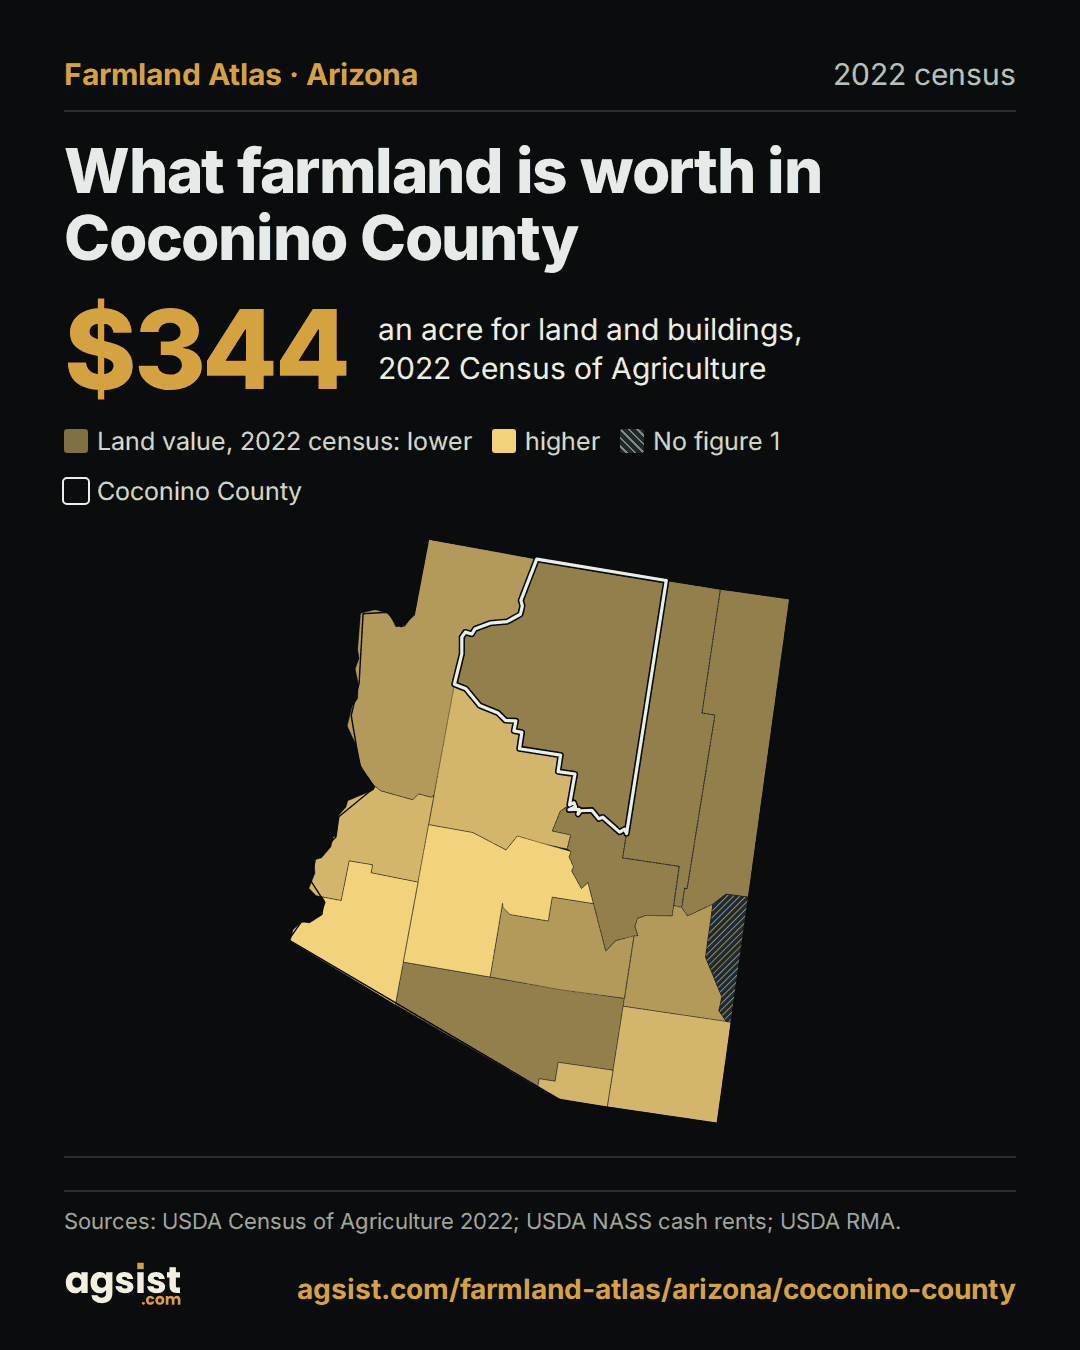 Farmland Atlas · Arizona
2022 census
What farmland is worth in
Coconino County
$344
an acre for land and buildings,
2022 Census of Agriculture
Land value, 2022 census: lower
higher
No figure 1
Coconino County
Sources: USDA Census of Agriculture 2022; USDA NASS cash rents; USDA RMA.
agsist
.com
agsist.com/farmland-atlas/arizona/coconino-county